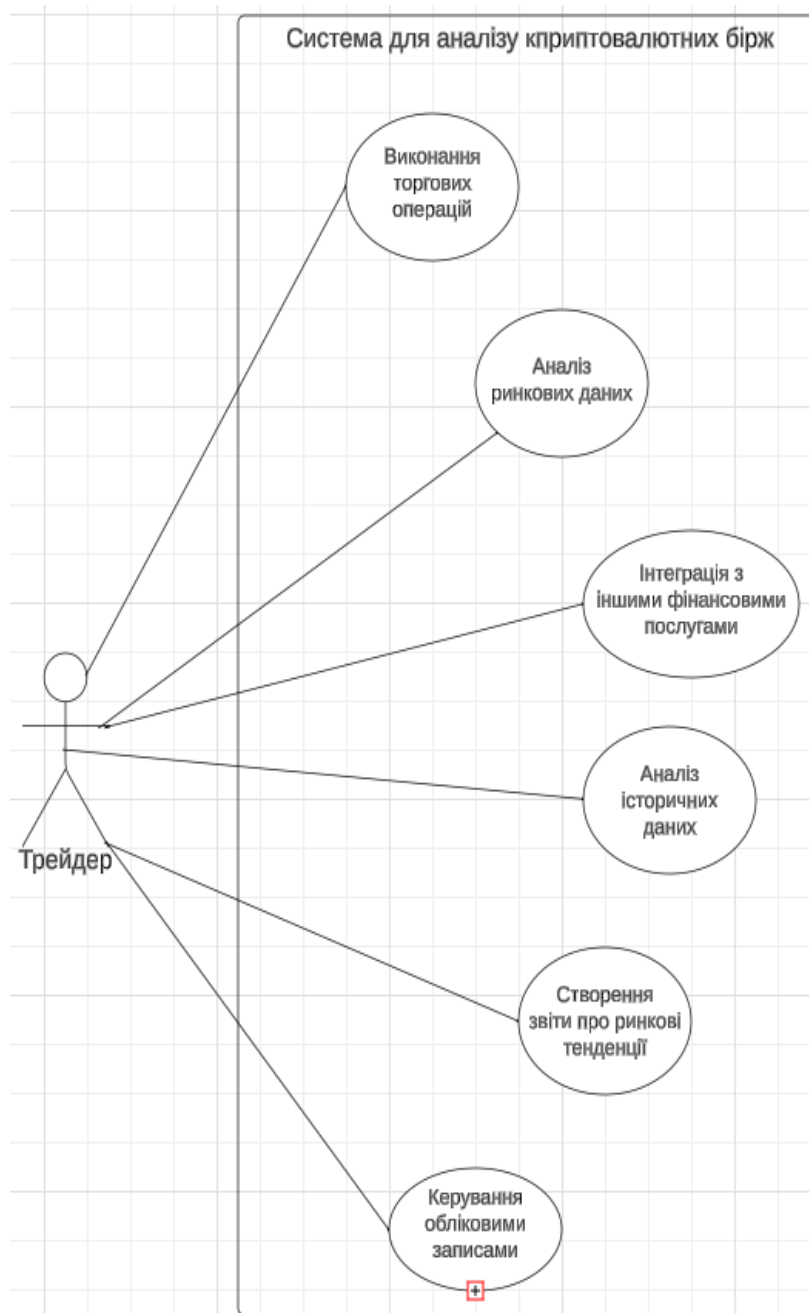 Система для аналізу кприптовалютних бірж
Виконання
торгових
операцій
Аналіз
ринкових даних
Інтеграція з
іншими фінансовими
послугами
Аналіз
історичних
даних
Трейдер
Створення
звіти про ринкові
тенденції
Керування
обліковими
записами